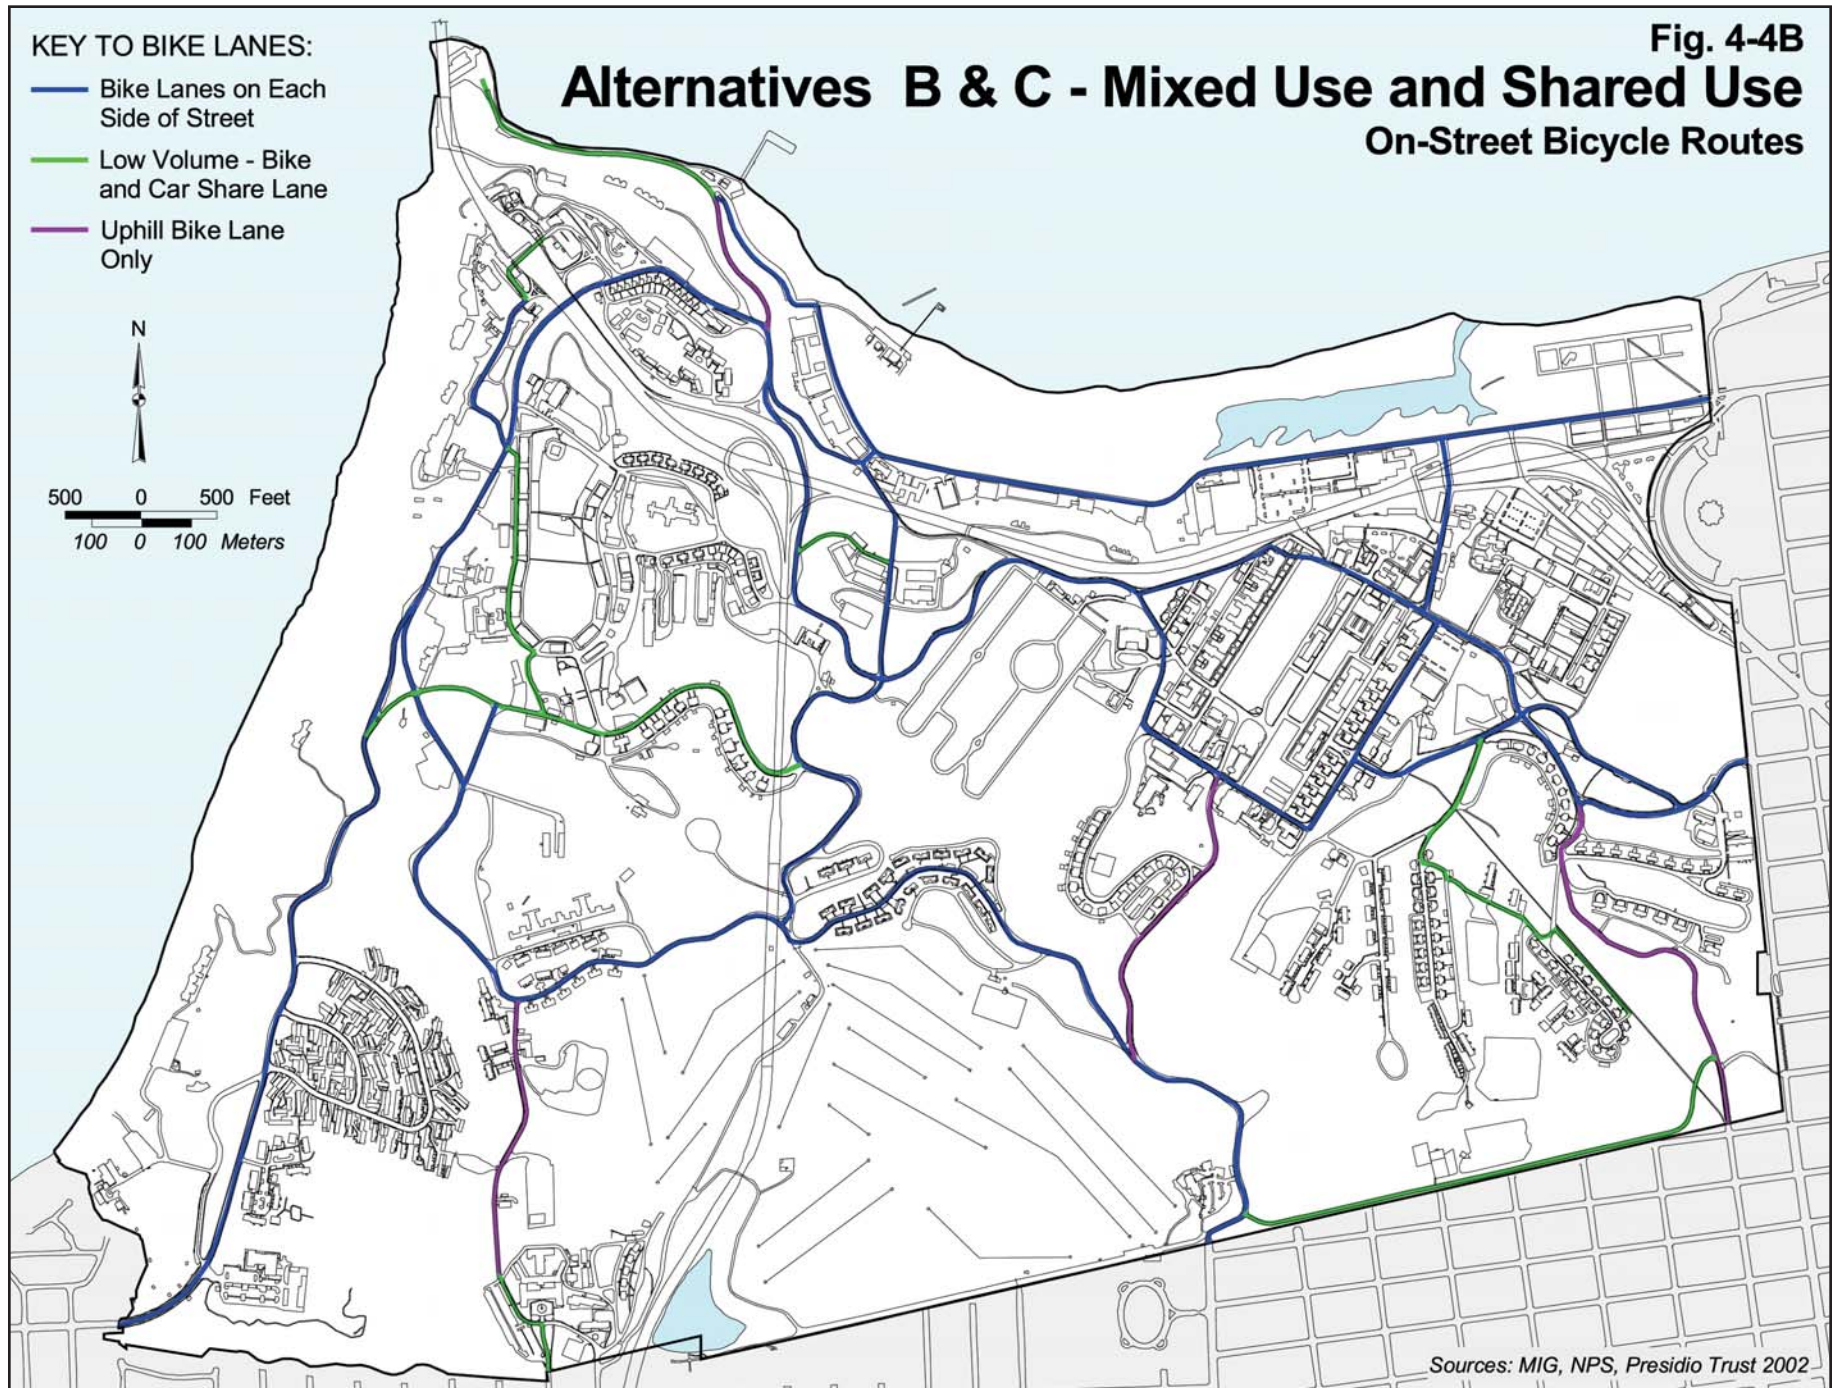 KEY TO BIKE LANES:
Bike Lanes on Each
Side of Street
Low Volume - Bike
and Car Share Lane
Uphill Bike Lane
Only
N
500 0 500 Feet
100 0 100 Meters
Fig. 4-4B
Alternatives B & C - Mixed Use and Shared Use
On-Street Bicycle Routes
Sources: MIG, NPS, Presidio Trust 2002